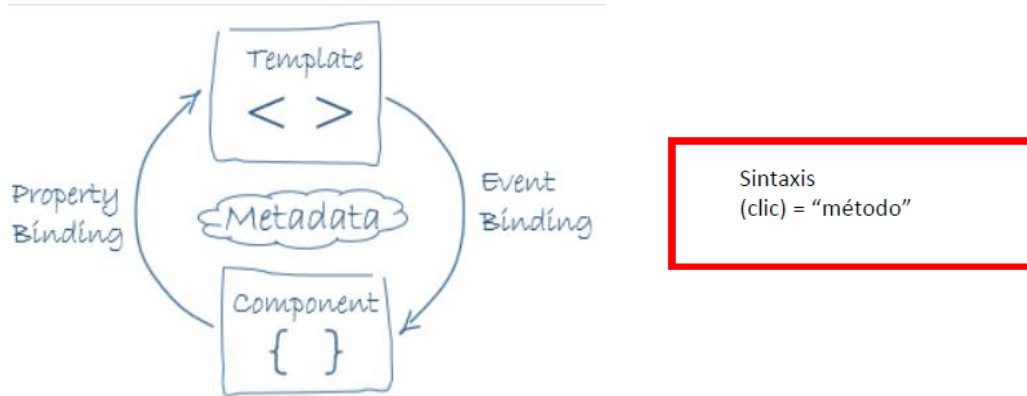 Template
< >
Property
Binding
Metadata
Event
Binding
Component
{ }
Sintaxis
(clic) = “método”